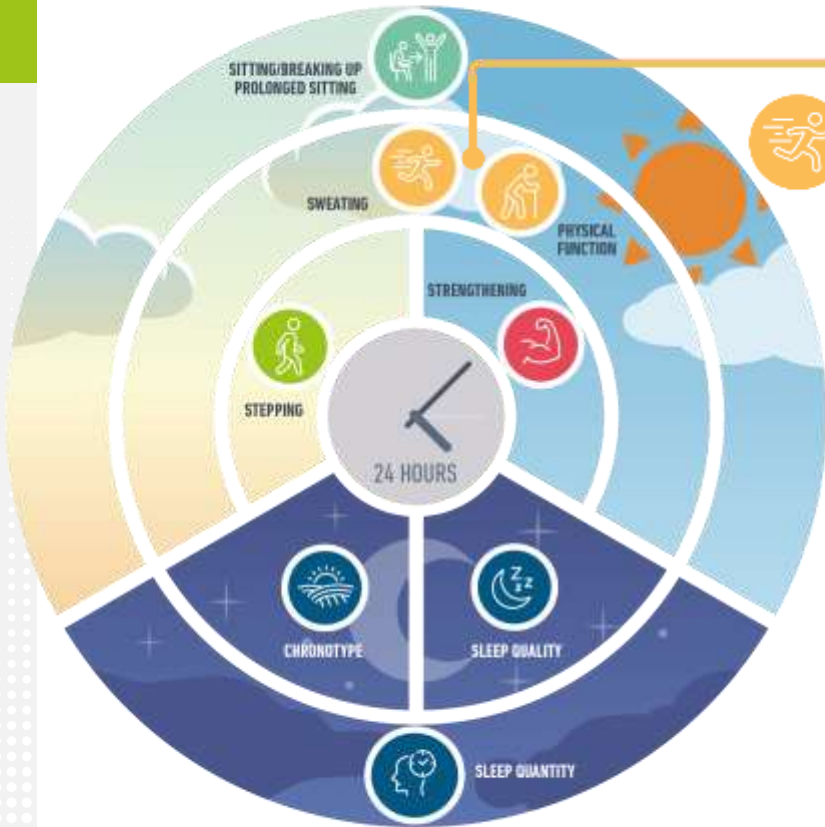 SITTING/BREAKING UP
PROLONGED SITTING
SWEATING
PHYSICAL
FUNCTION
STRENGTHENING
STEPPING
24 HOURS
CHRONOTYPE
SLEEP QUALITY
SLEEP QUANTITY